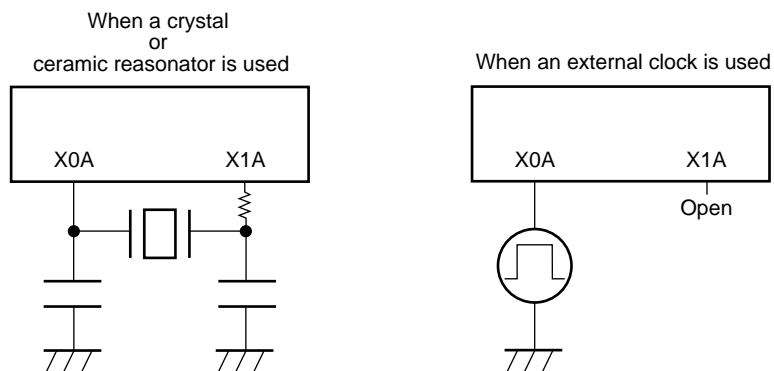 When a crystal
or
ceramic reasonator is used
X0A
X1A
When an external clock is used
X0A
X1A
Open